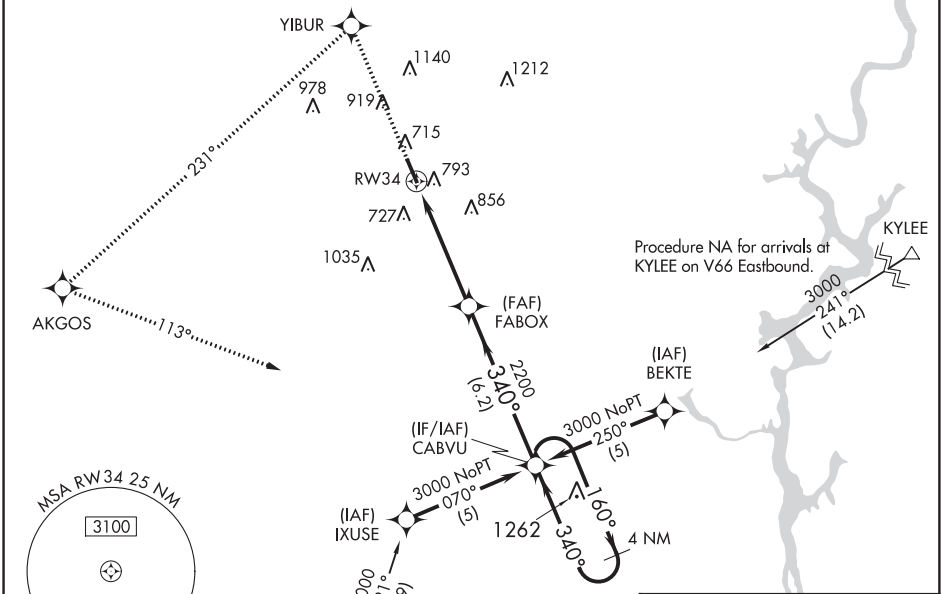 YIBUR
1140
1212
978
919
715
231°
RW34
793
727
856
KYLEE
Procedure NA for arrivals at
KYLEE on V66 Eastbound.
1035
3000
241°
(14.2)
AKGOS
(FAF)
FABOX
113°
2200
340°
(6.2)
(IAF)
BEKTE
(IF/IAF)
CABVU
3000 NoPT
250°
(5)
3000 NoPT
070°
(5)
MSA RW34 25 NM
3100
(IAF)
IXUSE
1262
160°
340°
4 NM